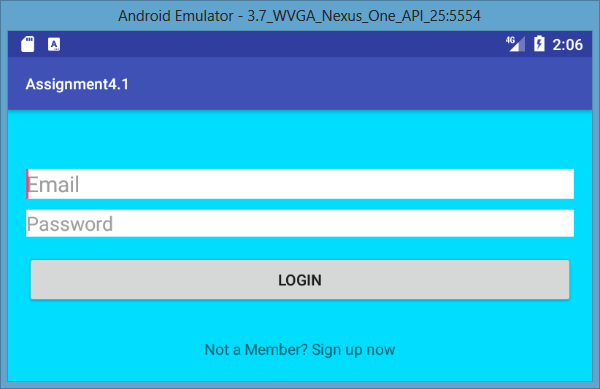 Android Emulator - 3.7_WVGA_Nexus_One_API_25:5554
A 4G 2:06
Assignment4.1
Email
Password
LOGIN
Not a Member? Sign up now